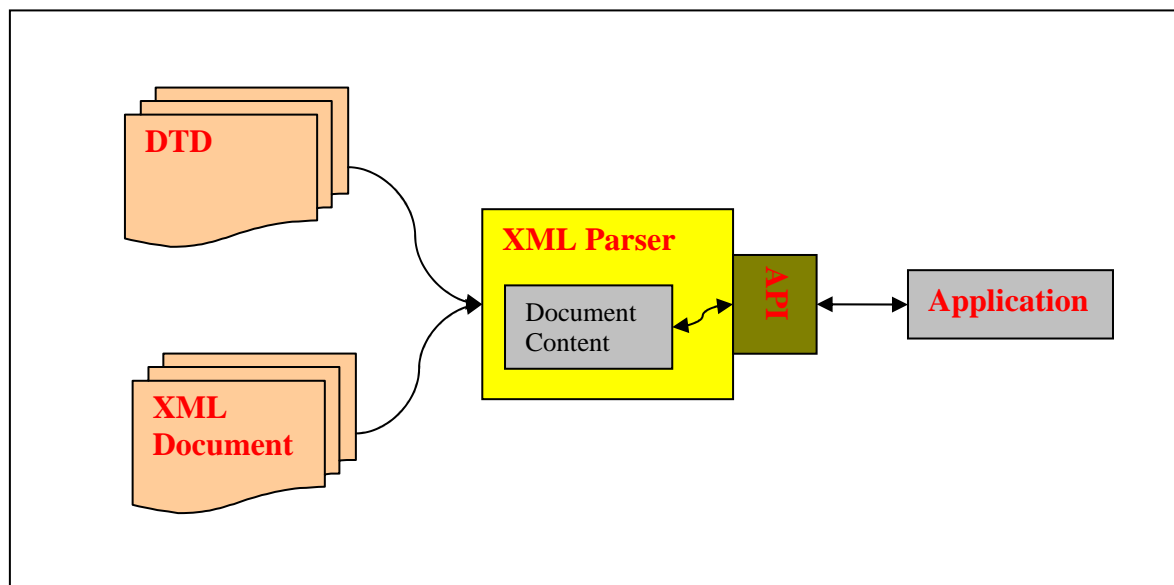 DTD
XML Parser
Document
Content
API
Application
XML
Document